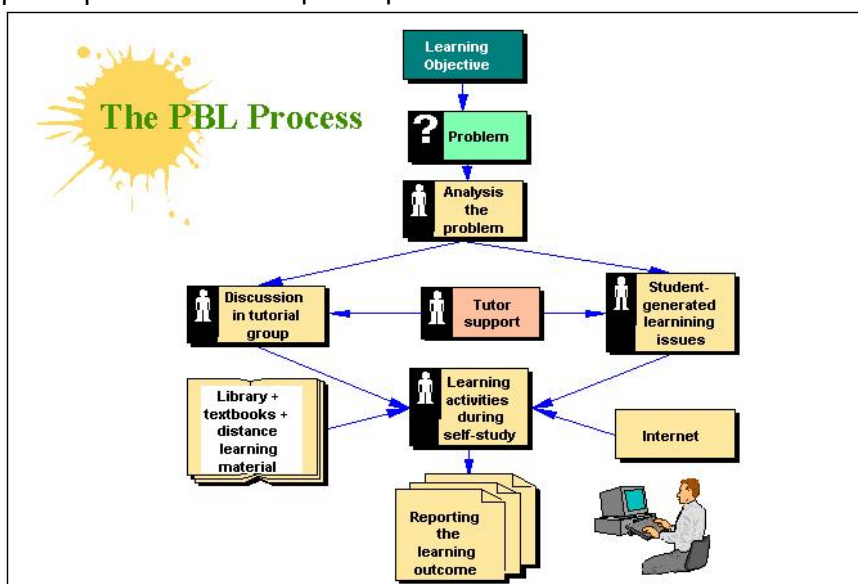 The PBL Process
Learning
Objective
?
Problem
Analysis
the
problem
Discussion
in tutorial
group
Tutor
support
Student-
generated
learnining
issues
Library +
textbooks +
distance
learning
material
Learning
activities
during
self-study
Internet
Reporting
the
learning
outcome